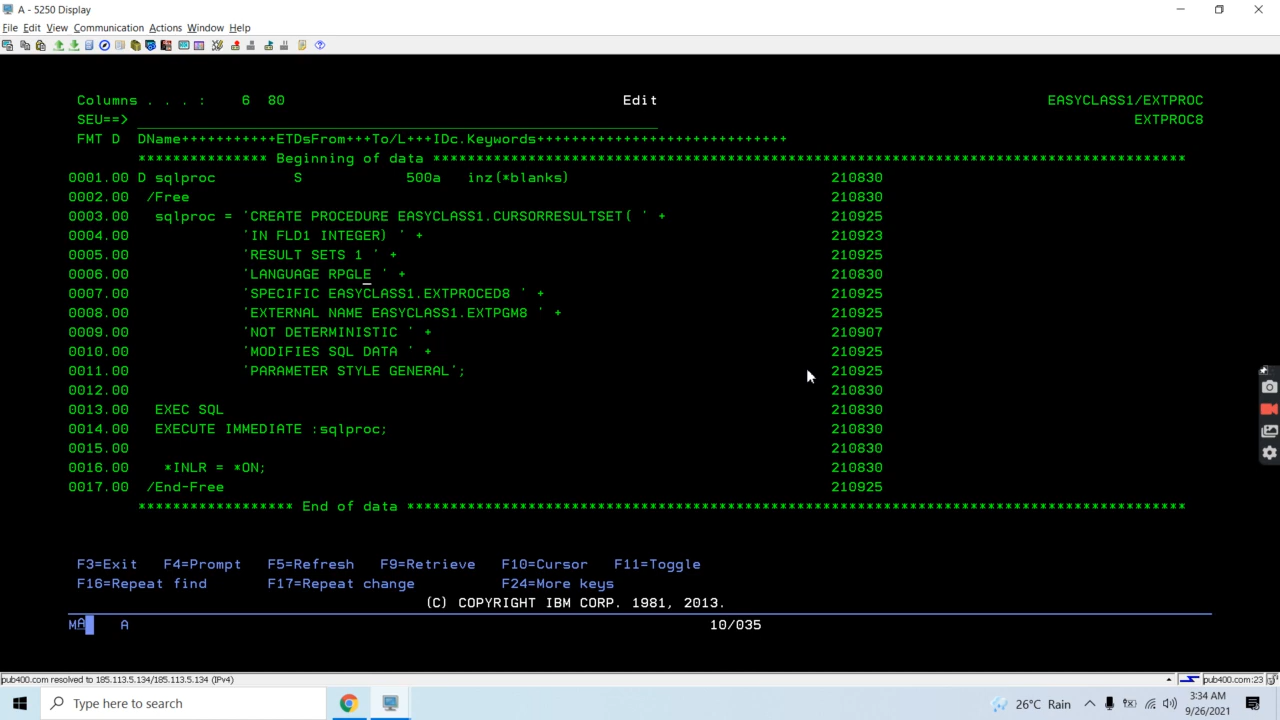 A - 5250 Display
File Edit View Communication Actions Window Help
Columns . . . : 6 80 Edit EASYCLASS1/EXTPROC
SEU==> EXTPROC8
FMT D DName+++++++++++ETDsFrom+++To/L+++IDc.Keywords+++++++++++++++++++++++++++++
*************** Beginning of data ***************************************************************************************
0001.00 D sqlproc S 500a inz(*blanks) 210830
0002.00 /Free 210830
0003.00 sqlproc = 'CREATE PROCEDURE EASYCLASS1.CURSORRESULTSET( ' + 210925
0004.00 'IN FLD1 INTEGER) ' + 210923
0005.00 'RESULT SETS 1 ' + 210925
0006.00 'LANGUAGE RPGLE ' + 210830
0007.00 'SPECIFIC EASYCLASS1.EXTPROCED8 ' + 210925
0008.00 'EXTERNAL NAME EASYCLASS1.EXTPGM8 ' + 210925
0009.00 'NOT DETERMINISTIC ' + 210907
0010.00 'MODIFIES SQL DATA ' + 210925
0011.00 'PARAMETER STYLE GENERAL'; 210925
0012.00 210830
0013.00 EXEC SQL 210830
0014.00 EXECUTE IMMEDIATE :sqlproc; 210830
0015.00 210830
0016.00 *INLR = *ON; 210830
0017.00 /End-Free 210925
****************** End of data ******************************************************************************************
F3=Exit F4=Prompt F5=Refresh F9=Retrieve F10=Cursor F11=Toggle
F16=Repeat find F17=Repeat change F24=More keys
(C) COPYRIGHT IBM CORP. 1981, 2013.
MA A 10/035
pub400.com resolved to 185.113.5.134/185.113.5.134 (IPv4) pub400.com:23
Type here to search 26°C Rain 3:34 AM
9/26/2021